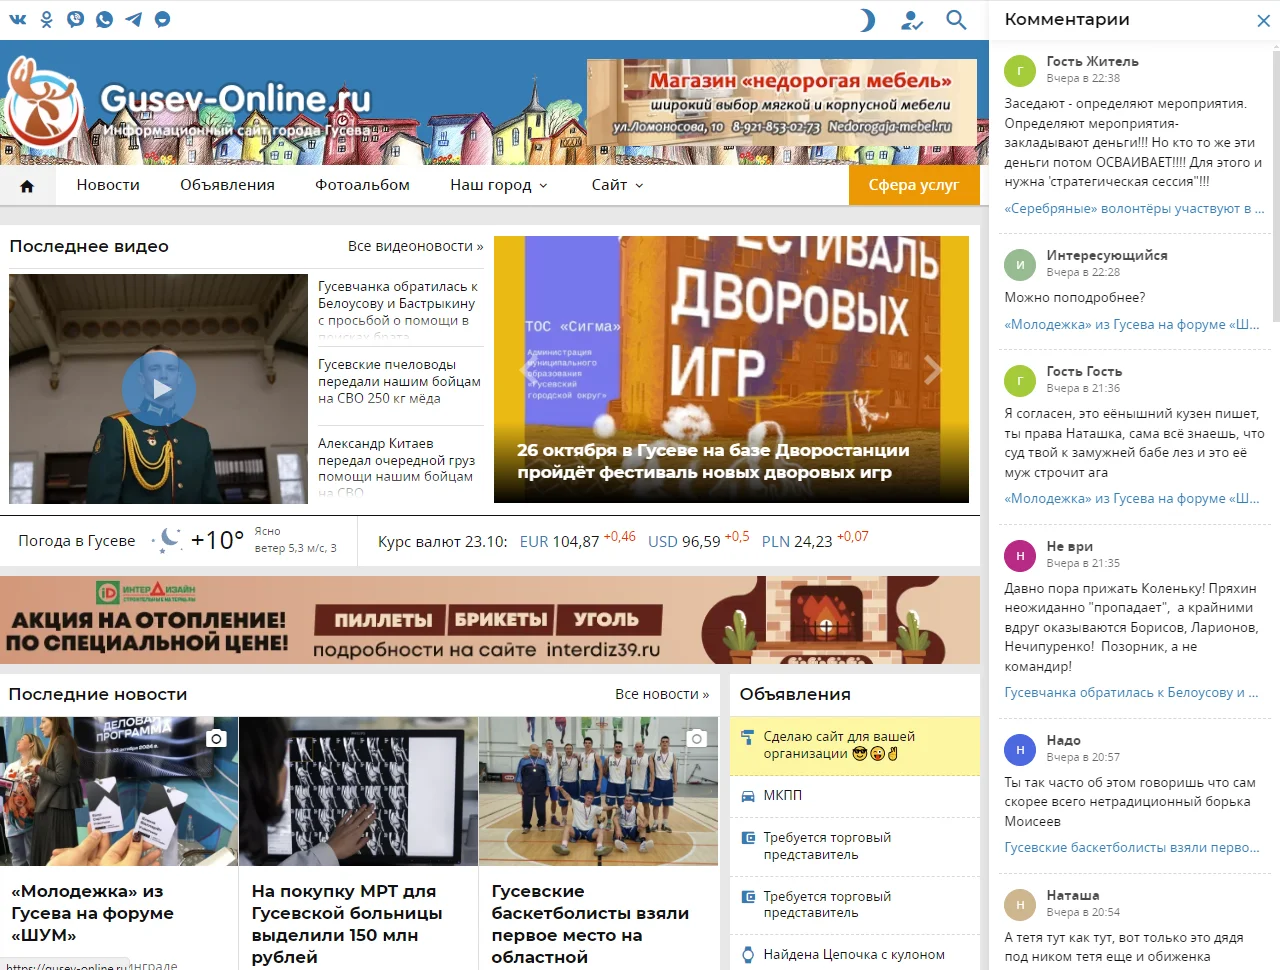 Комментарии
Gusev-Online.ru
Информационный сайт города Гусева
Магазин «недорогая мебель»
широкий выбор мягкой и корпусной мебели
ул.Ломоносова, 10 8-921-853-02-73 Nedorogaja-mebel.ru
Новости
Объявления
Фотоальбом
Наш город
Сайт
Сфера услуг
Последнее видео
Все видеоновости »
Гусевчанка обратилась к
Белоусову и Бастрыкину
с просьбой о помощи в
поисках брата
Гусевские пчеловоды
передали нашим бойцам
на СВО 250 кг мёда
Александр Китаев
передал очередной груз
помощи нашим бойцам
на СВО
ФЕСТИВАЛЬ
ДВОРОВЫХ
ИГР
ТОС «Сигма»
Администрация
муниципального
образования
«Гусевский
городской округ»
26 октября в Гусеве на базе Дворостанции
пройдёт фестиваль новых дворовых игр
Погода в Гусеве
+10°
Ясно
ветер 5,3 м/с, З
Курс валют 23.10:
EUR 104,87 +0,46
USD 96,59 +0,5
PLN 24,23 +0,07
iD ИНТЕРДИЗАЙН
СТРОИТЕЛЬНЫЕ МАТЕРИАЛЫ
АКЦИЯ НА ОТОПЛЕНИЕ!
ПО СПЕЦИАЛЬНОЙ ЦЕНЕ!
ПИЛЛЕТЫ
БРИКЕТЫ
УГОЛЬ
подробности на сайте interdiz39.ru
Последние новости
Все новости »
ДЕЛОВАЯ
ПРОГРАММА
«Молодежка» из
Гусева на форуме
«ШУМ»
На покупку МРТ для
Гусевской больницы
выделили 150 млн
рублей
Гусевские
баскетболисты взяли
первое место на
областной
https://gusev-online.ru
Объявления
Сделаю сайт для вашей
организации 😎😜✌
МКПП
Требуется торговый
представитель
Требуется торговый
представитель
Найдена Цепочка с кулоном
Г
Гость Житель
Вчера в 22:38
Заседают - определяют мероприятия.
Определяют мероприятия-
закладывают деньги!!! Но кто то же эти
деньги потом ОСВАИВАЕТ!!!! Для этого и
нужна 'стратегическая сессия"!!!
«Серебряные» волонтёры участвуют в ...
И
Интересующийся
Вчера в 22:28
Можно поподробнее?
«Молодежка» из Гусева на форуме «Ш...
Г
Гость Гость
Вчера в 21:36
Я согласен, это еёнышний кузен пишет,
ты права Наташка, сама всё знаешь, что
суд твой к замужней бабе лез и это её
муж строчит ага
«Молодежка» из Гусева на форуме «Ш...
Н
Не ври
Вчера в 21:35
Давно пора прижать Коленьку! Пряхин
неожиданно "пропадает", а крайними
вдруг оказываются Борисов, Ларионов,
Нечипуренко! Позорник, а не
командир!
Гусевчанка обратилась к Белоусову и ...
Н
Надо
Вчера в 20:57
Ты так часто об этом говоришь что сам
скорее всего нетрадиционный борька
Моисеев
Гусевские баскетболисты взяли перво...
Н
Наташа
Вчера в 20:54
А тетя тут как тут, вот только это дядя
под ником тетя еще и обиженка